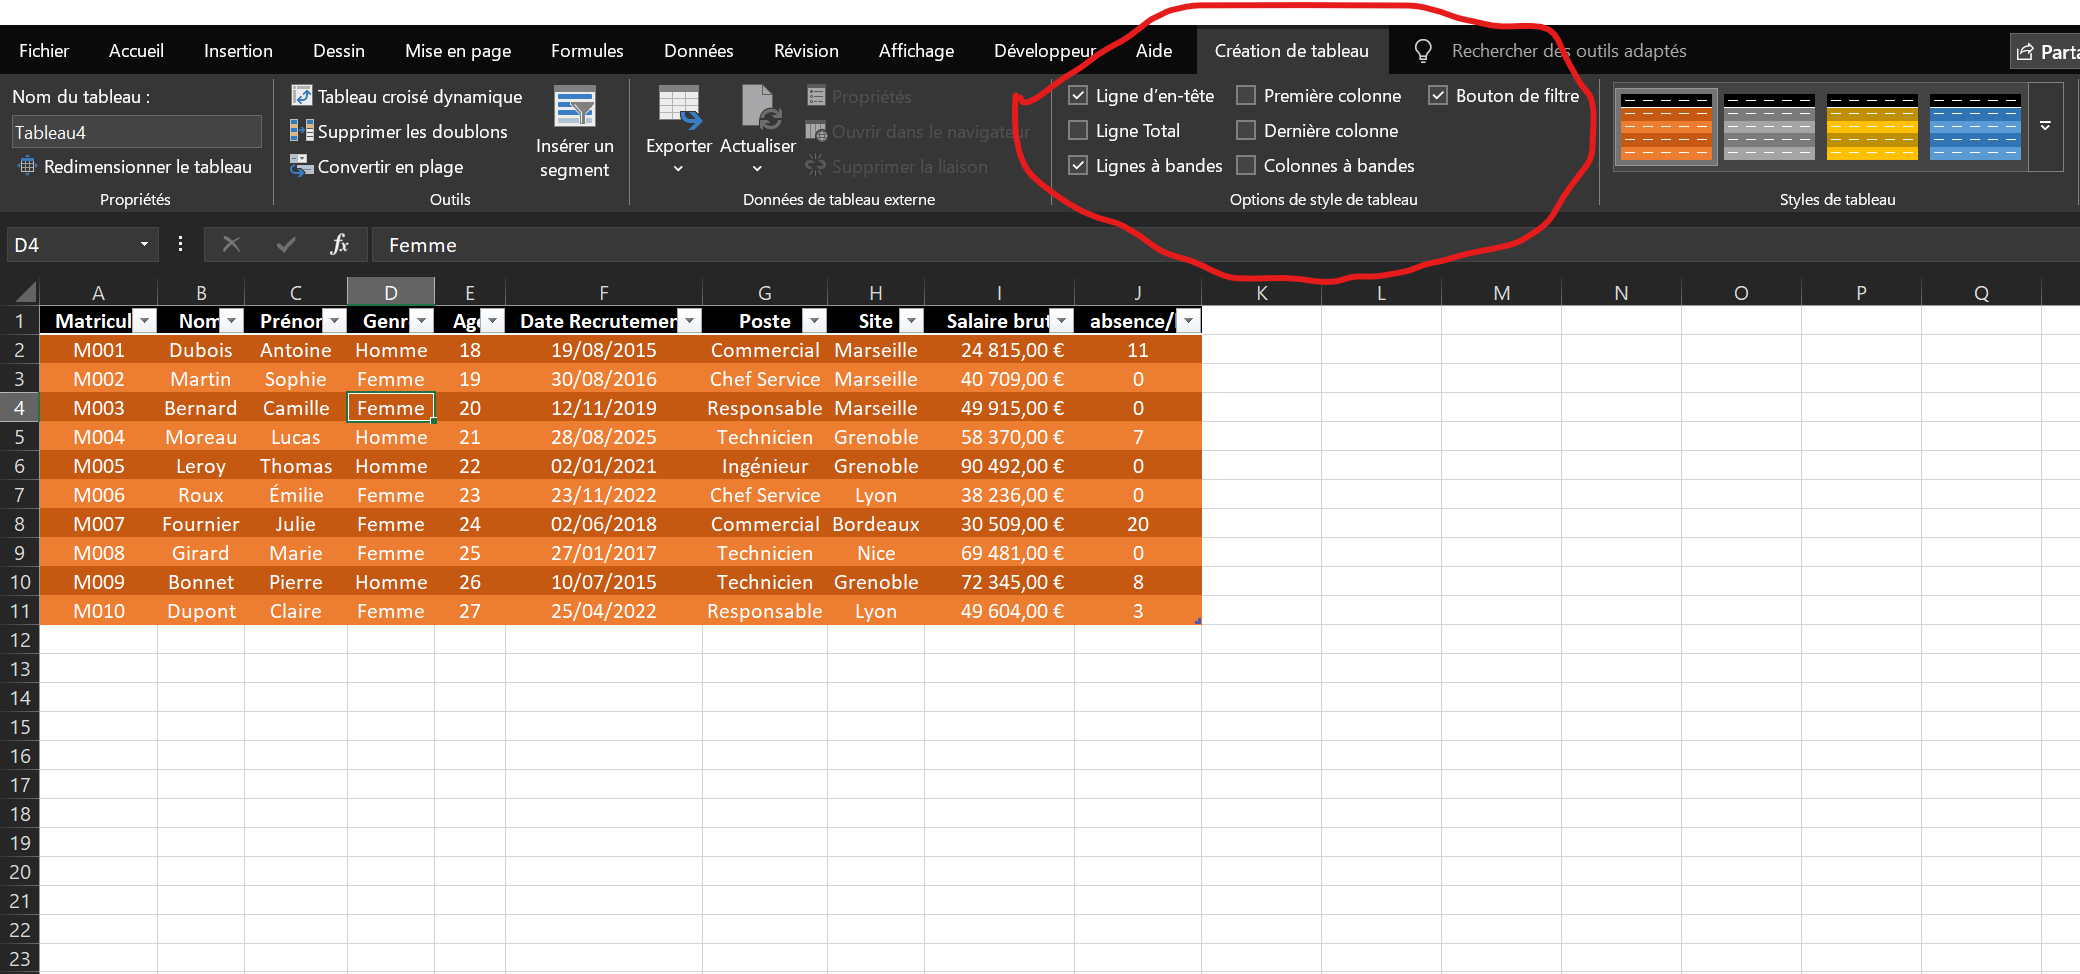 Fichier Accueil Insertion Dessin Mise en page Formules Données Révision Affichage Développeur Aide Création de tableau Rechercher des outils adaptés
Nom du tableau :
Tableau4
Redimensionner le tableau
Propriétés
Tableau croisé dynamique
Supprimer les doublons
Convertir en plage
Insérer un
segment
Outils
Exporter
Actualiser
Propriétés
Ouvrir dans le navigateur
Supprimer la liaison
Données de tableau externe
Ligne d'en-tête Première colonne Bouton de filtre
Ligne Total Dernière colonne
Lignes à bandes Colonnes à bandes
Options de style de tableau
Styles de tableau
D4 fx Femme
A B C D E F G H I J K L M N O P Q
1 Matricul Nom Prénor Genr Age Date Recrutemer Poste Site Salaire brut absence/
2 M001 Dubois Antoine Homme 18 19/08/2015 Commercial Marseille 24 815,00 € 11
3 M002 Martin Sophie Femme 19 30/08/2016 Chef Service Marseille 40 709,00 € 0
4 M003 Bernard Camille Femme 20 12/11/2019 Responsable Marseille 49 915,00 € 0
5 M004 Moreau Lucas Homme 21 28/08/2025 Technicien Grenoble 58 370,00 € 7
6 M005 Leroy Thomas Homme 22 02/01/2021 Ingénieur Grenoble 90 492,00 € 0
7 M006 Roux Émilie Femme 23 23/11/2022 Chef Service Lyon 38 236,00 € 0
8 M007 Fournier Julie Femme 24 02/06/2018 Commercial Bordeaux 30 509,00 € 20
9 M008 Girard Marie Femme 25 27/01/2017 Technicien Nice 69 481,00 € 0
10 M009 Bonnet Pierre Homme 26 10/07/2015 Technicien Grenoble 72 345,00 € 8
11 M010 Dupont Claire Femme 27 25/04/2022 Responsable Lyon 49 604,00 € 3
12
13
14
15
16
17
18
19
20
21
22
23